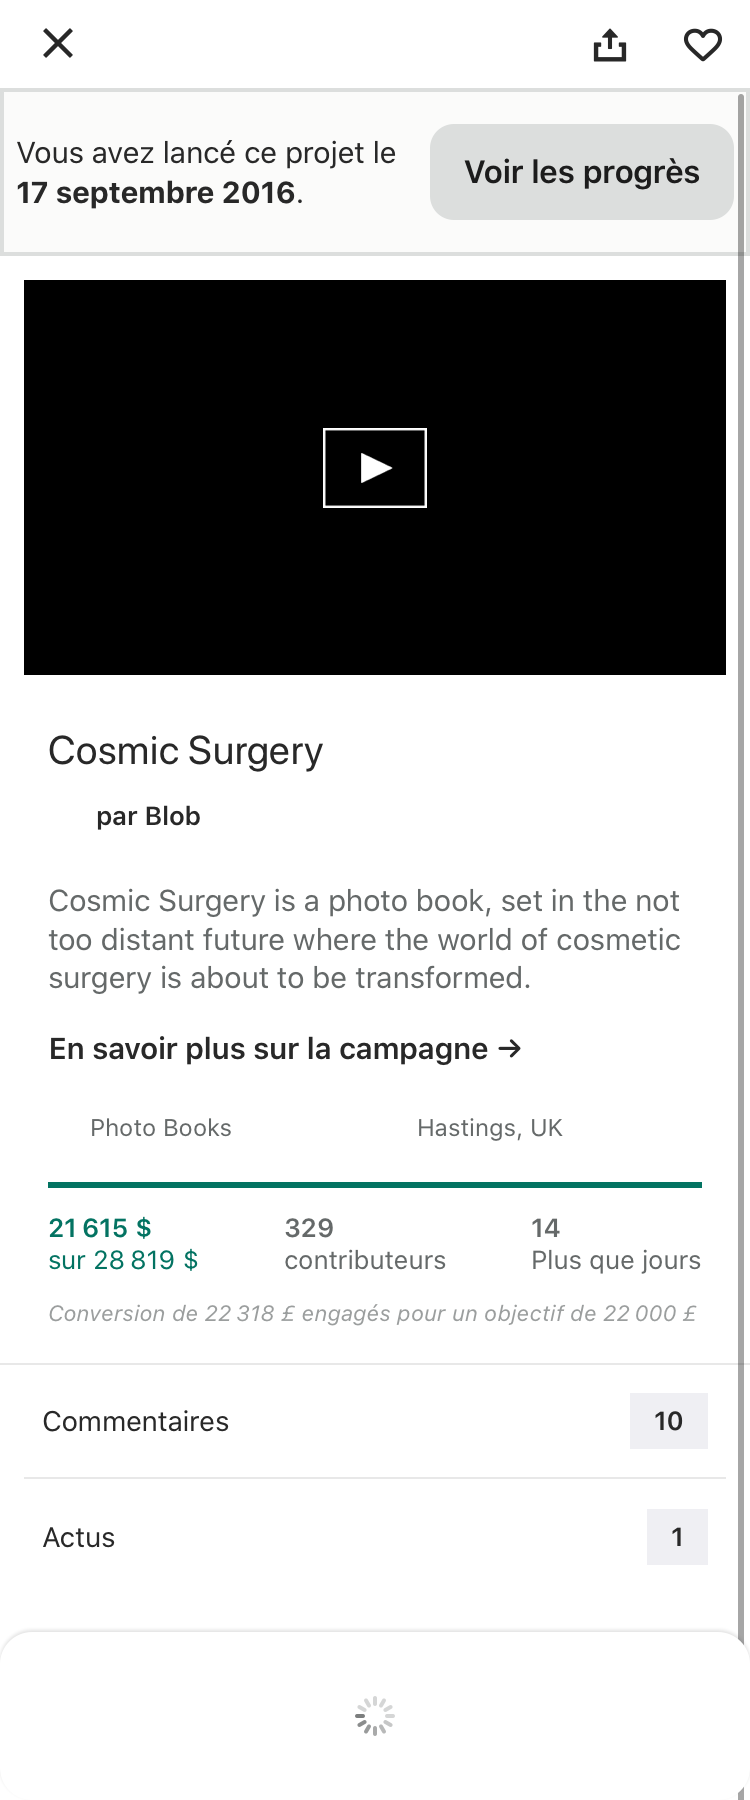 Vous avez lancé ce projet le
17 septembre 2016.
Voir les progrès
Cosmic Surgery
par Blob
Cosmic Surgery is a photo book, set in the not
too distant future where the world of cosmetic
surgery is about to be transformed.
En savoir plus sur la campagne →
Photo Books
Hastings, UK
21 615 $
sur 28 819 $
329
contributeurs
14
Plus que jours
Conversion de 22 318 £ engagés pour un objectif de 22 000 £
Commentaires
10
Actus
1